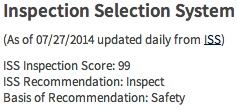 Inspection Selection System
(As of 07/27/2014 updated daily from ISS)
ISS Inspection Score: 99
ISS Recommendation: Inspect
Basis of Recommendation: Safety